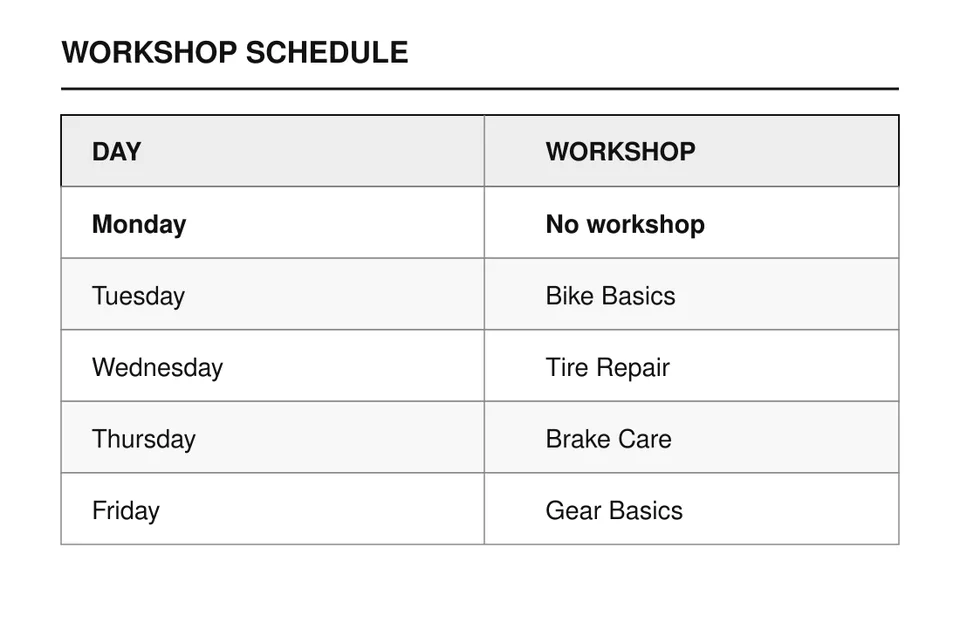 WORKSHOP SCHEDULE
DAY WORKSHOP
Monday No workshop
Tuesday Bike Basics
Wednesday Tire Repair
Thursday Brake Care
Friday Gear Basics